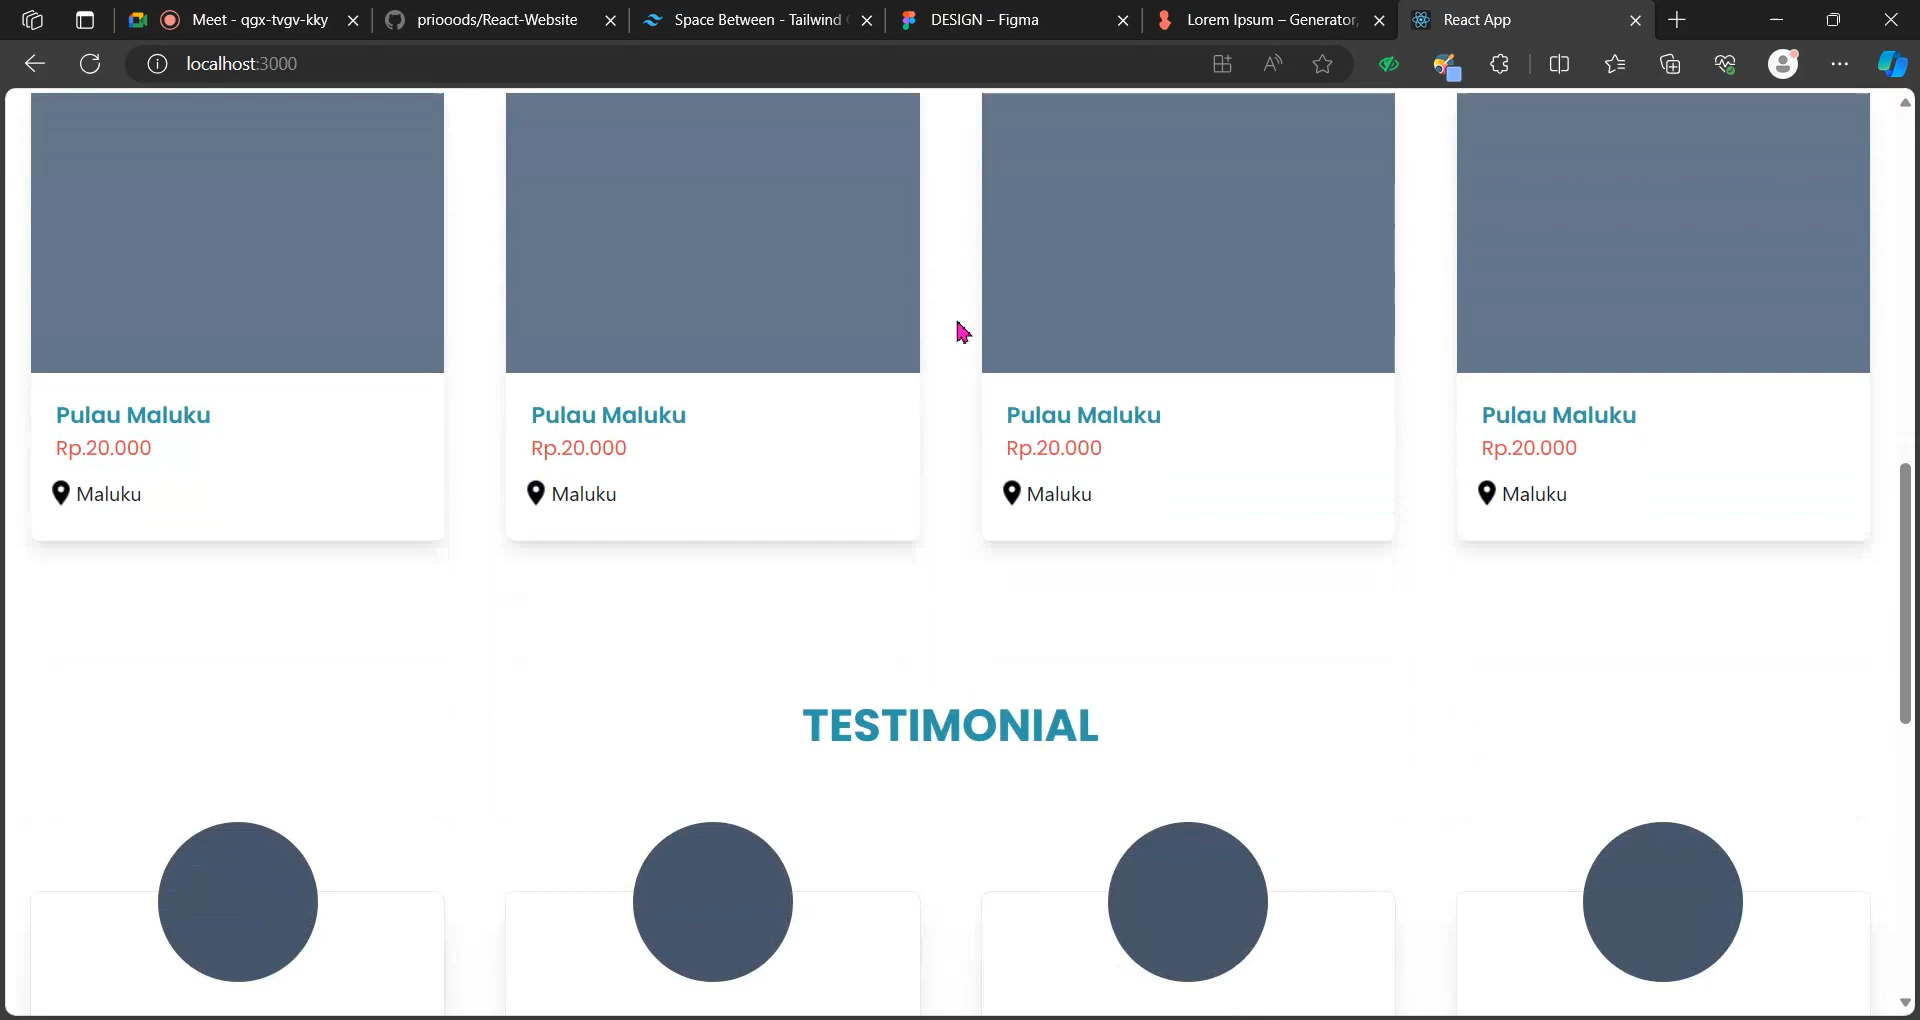 Meet - qgx-tvgv-kky
priooods/React-Website
Space Between - Tailwind
DESIGN – Figma
Lorem Ipsum – Generator,
React App
localhost:3000
Pulau Maluku
Rp.20.000
Maluku
Pulau Maluku
Rp.20.000
Maluku
Pulau Maluku
Rp.20.000
Maluku
Pulau Maluku
Rp.20.000
Maluku
TESTIMONIAL